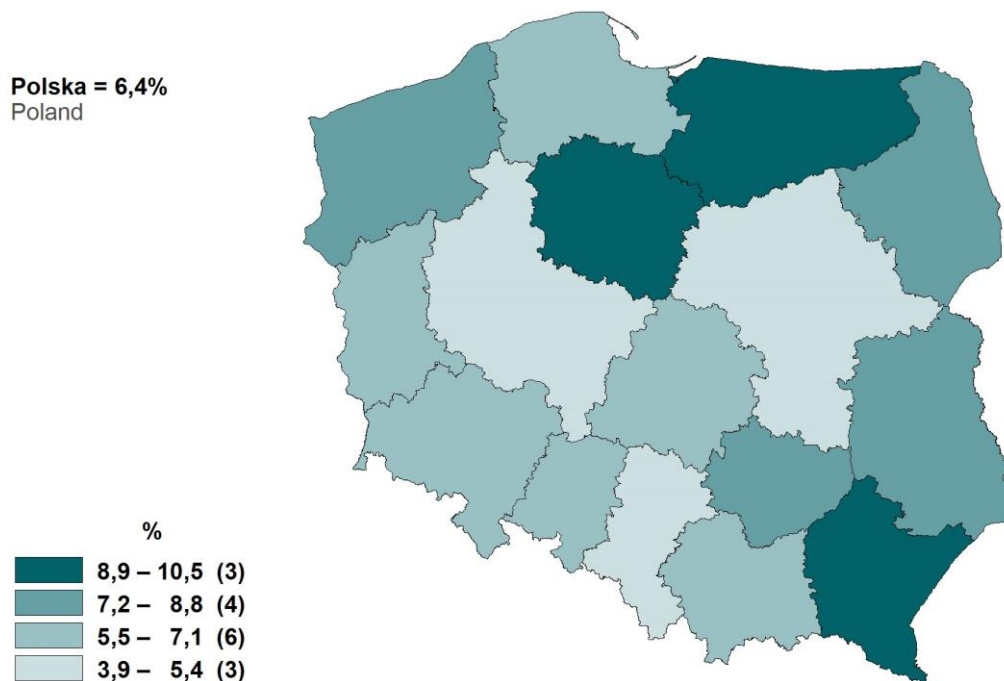 Polska = 6,4%
Poland
%
8,9 – 10,5 (3)
7,2 – 8,8 (4)
5,5 – 7,1 (6)
3,9 – 5,4 (3)